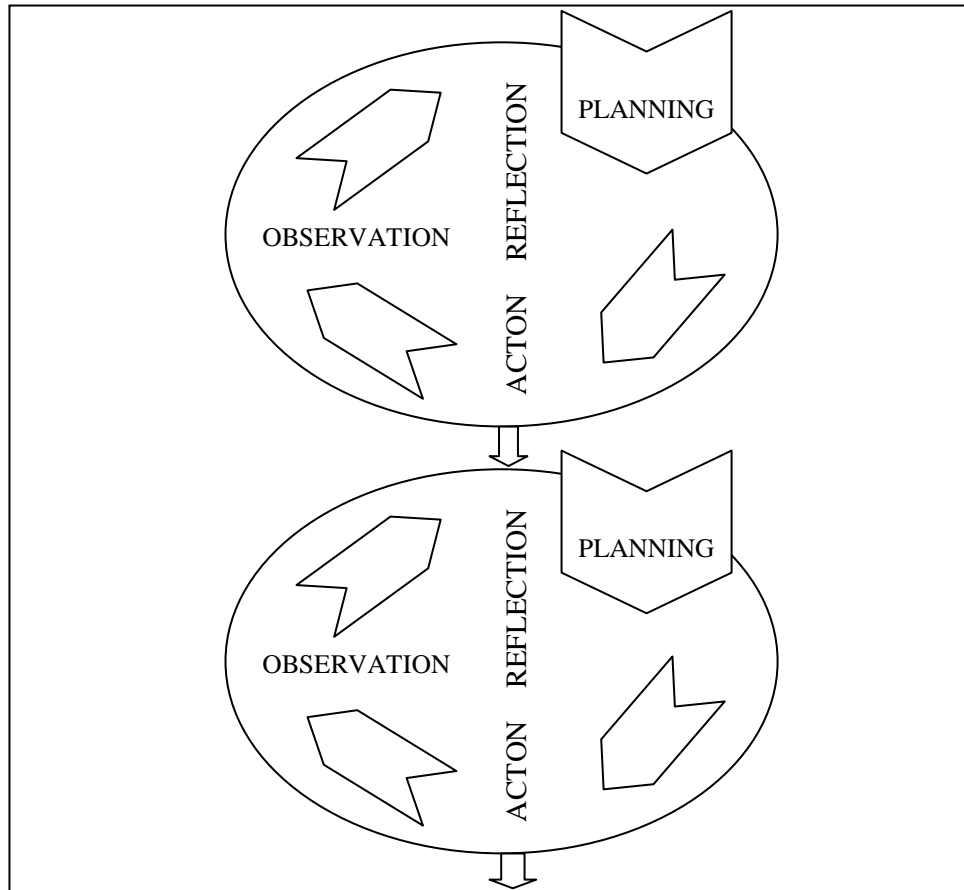 PLANNING
REFLECTION
OBSERVATION
ACTON
PLANNING
REFLECTION
OBSERVATION
ACTON